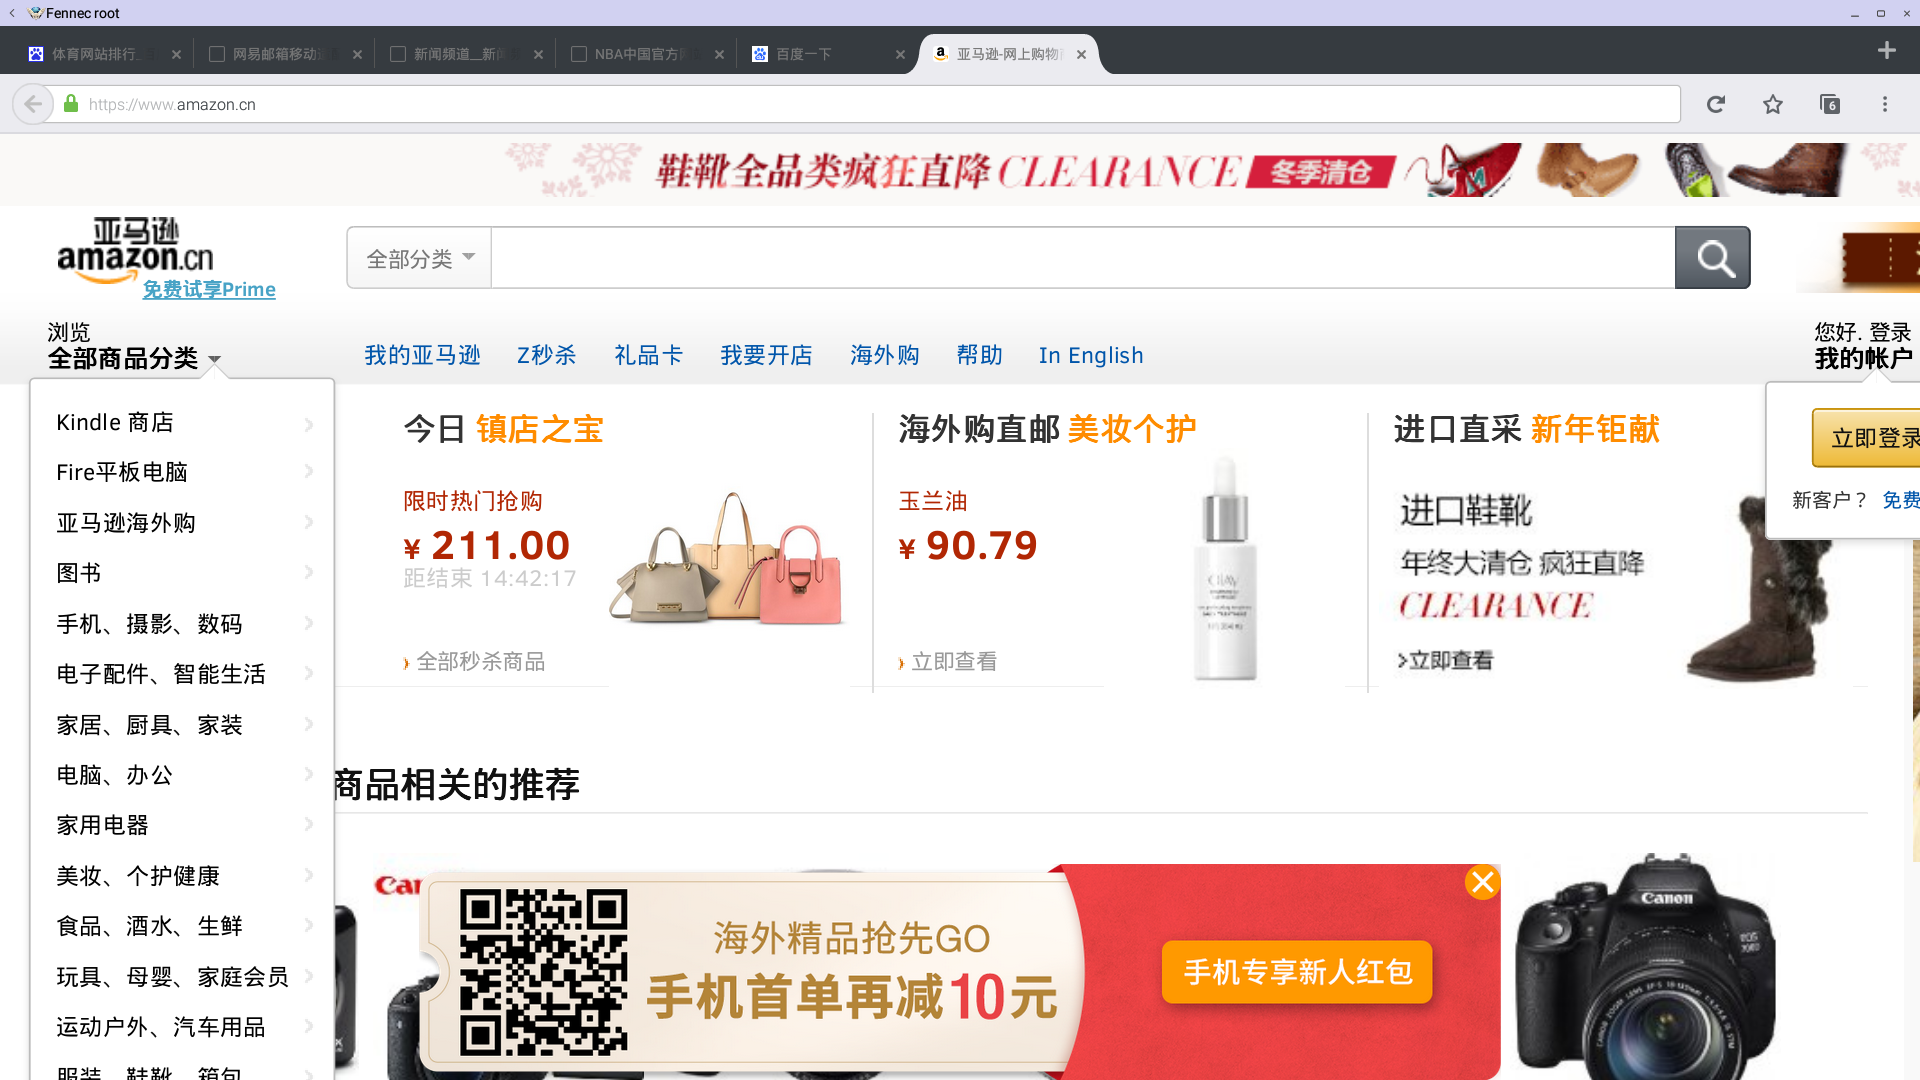 Fennec root
体育网站排行_
网易邮箱移动
新闻频道__新闻
NBA中国官方网
百度一下
亚马逊-网上购物
https://www.amazon.cn
6
鞋靴全品类疯狂直降 CLEARANCE 冬季清仓
亚马逊
amazon.cn
免费试享Prime
全部分类
浏览
全部商品分类
我的亚马逊 Z秒杀 礼品卡 我要开店 海外购 帮助 In English
您好. 登录
我的帐户
立即登录
新客户？ 免费
Kindle 商店
Fire平板电脑
亚马逊海外购
图书
手机、摄影、数码
电子配件、智能生活
家居、厨具、家装
电脑、办公
家用电器
美妆、个护健康
食品、酒水、生鲜
玩具、母婴、家庭会员
运动户外、汽车用品
服装、鞋靴、箱包
今日 镇店之宝
限时热门抢购
¥ 211.00
距结束 14:42:17
全部秒杀商品
海外购直邮 美妆个护
玉兰油
¥ 90.79
立即查看
OLAY
进口直采 新年钜献
进口鞋靴
年终大清仓 疯狂直降
CLEARANCE
立即查看
商品相关的推荐
海外精品抢先GO
手机首单再减10元
手机专享新人红包
Canon
EOS
700D